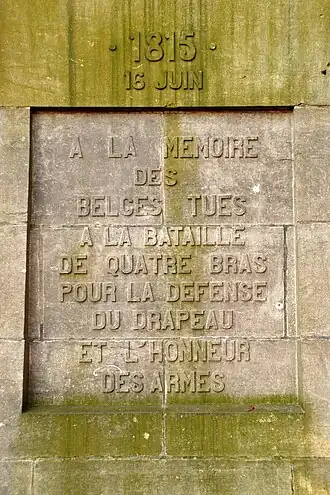 · 1815 ·
16 JUIN
A LA MEMOIRE
DES
BELGES TUES
A LA BATAILLE
DE QUATRE BRAS
POUR LA DEFENSE
DU DRAPEAU
ET L'HONNEUR
DES ARMES